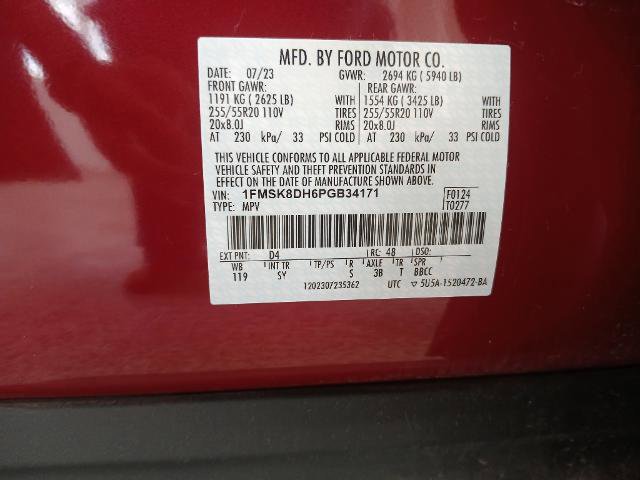 MFD. BY FORD MOTOR CO.
DATE: 07/23 GVWR: 2694 KG ( 5940 LB)
FRONT GAWR: REAR GAWR:
1191 KG ( 2625 LB) WITH 1554 KG ( 3425 LB) WITH
255/55R20 110V TIRES 255/55R20 110V TIRES
20x8.0J RIMS 20x8.0J RIMS
AT 230 kPa/ 33 PSI COLD AT 230 kPa/ 33 PSI COLD
THIS VEHICLE CONFORMS TO ALL APPLICABLE FEDERAL MOTOR
VEHICLE SAFETY AND THEFT PREVENTION STANDARDS IN
EFFECT ON THE DATE OF MANUFACTURE SHOWN ABOVE.
VIN: 1FMSK8DH6PGB34171 F0124
TYPE: MPV T0277
EXT PNT: D4 RC: 48 DSO:
WB INT TR TP/PS R AXLE TR SPR
119 SY S 3B T BBCC
120230723​5362 UTC ▽ 5U5A-1520472-BA